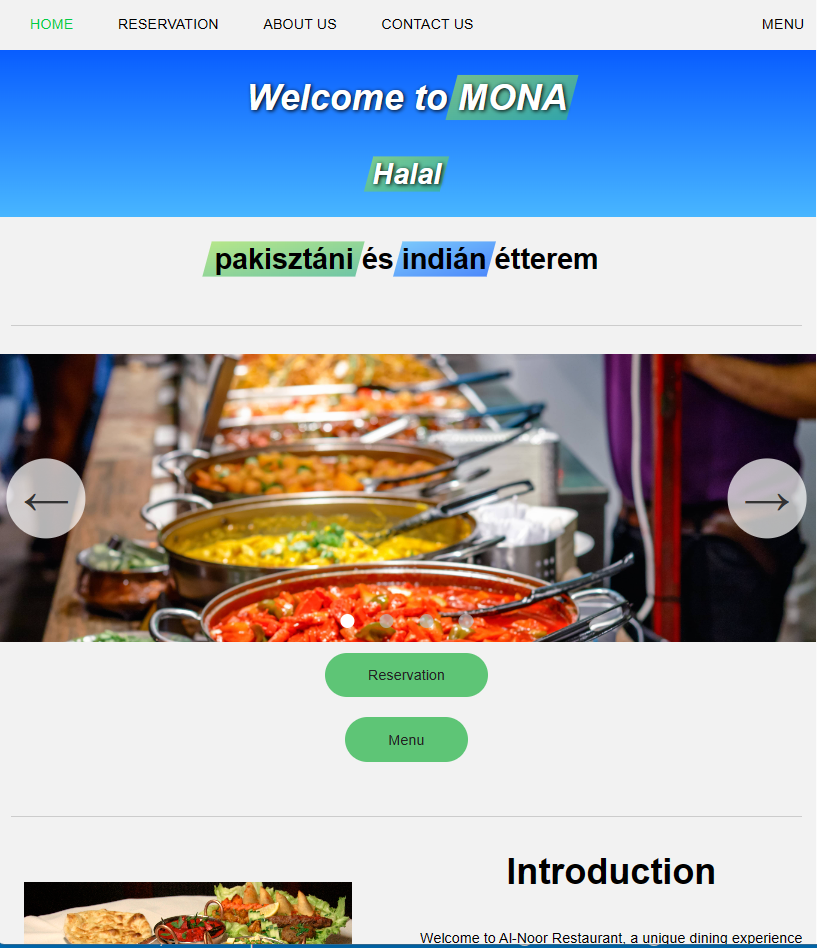 HOME RESERVATION ABOUT US CONTACT US MENU
Welcome to MONA
Halal
pakisztáni és indián étterem
Reservation
Menu
Introduction
Welcome to Al-Noor Restaurant, a unique dining experience